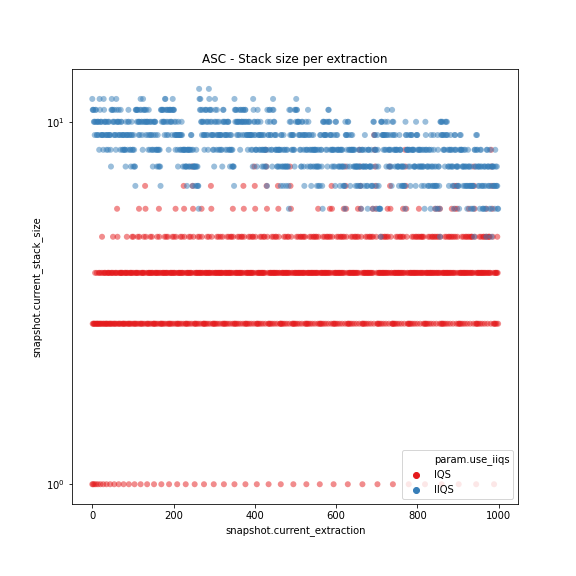 ASC - Stack size per extraction
snapshot.current_stack_size
10¹
10⁰
0 200 400 600 800 1000
snapshot.current_extraction
param.use_iiqs
IQS
IIQS